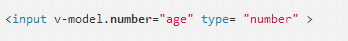 <input v-model.number="age" type= "number" >